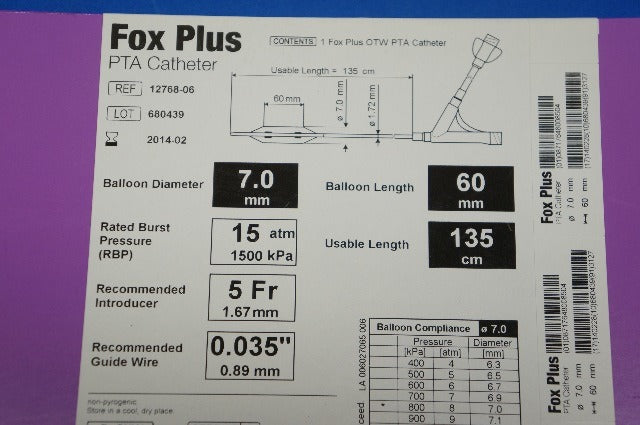 Fox Plus
PTA Catheter
CONTENTS 1 Fox Plus OTW PTA Catheter
REF 12768-06
LOT 680439
2014-02
Usable Length = 135 cm
60 mm
ø 7.0 mm
ø 1.72 mm
Balloon Diameter 7.0 mm
Balloon Length 60 mm
Rated Burst
Pressure
(RBP)
15 atm
1500 kPa
Usable Length 135 cm
Recommended
Introducer
5 Fr
1.67mm
Recommended
Guide Wire
0.035"
0.89 mm
non-pyrogenic
Store in a cool, dry place.
LA 006027065 006
Balloon Compliance ø 7.0
Pressure Diameter
[kPa] [atm] [mm]
400 4 6.3
500 5 6.5
600 6 6.7
700 7 6.9
* 800 8 7.0
900 9 7.1
Fox Plus
PTA Catheter
ø 7.0 mm
60 mm
Fox Plus
PTA Catheter
ø 7.0 mm
60 mm